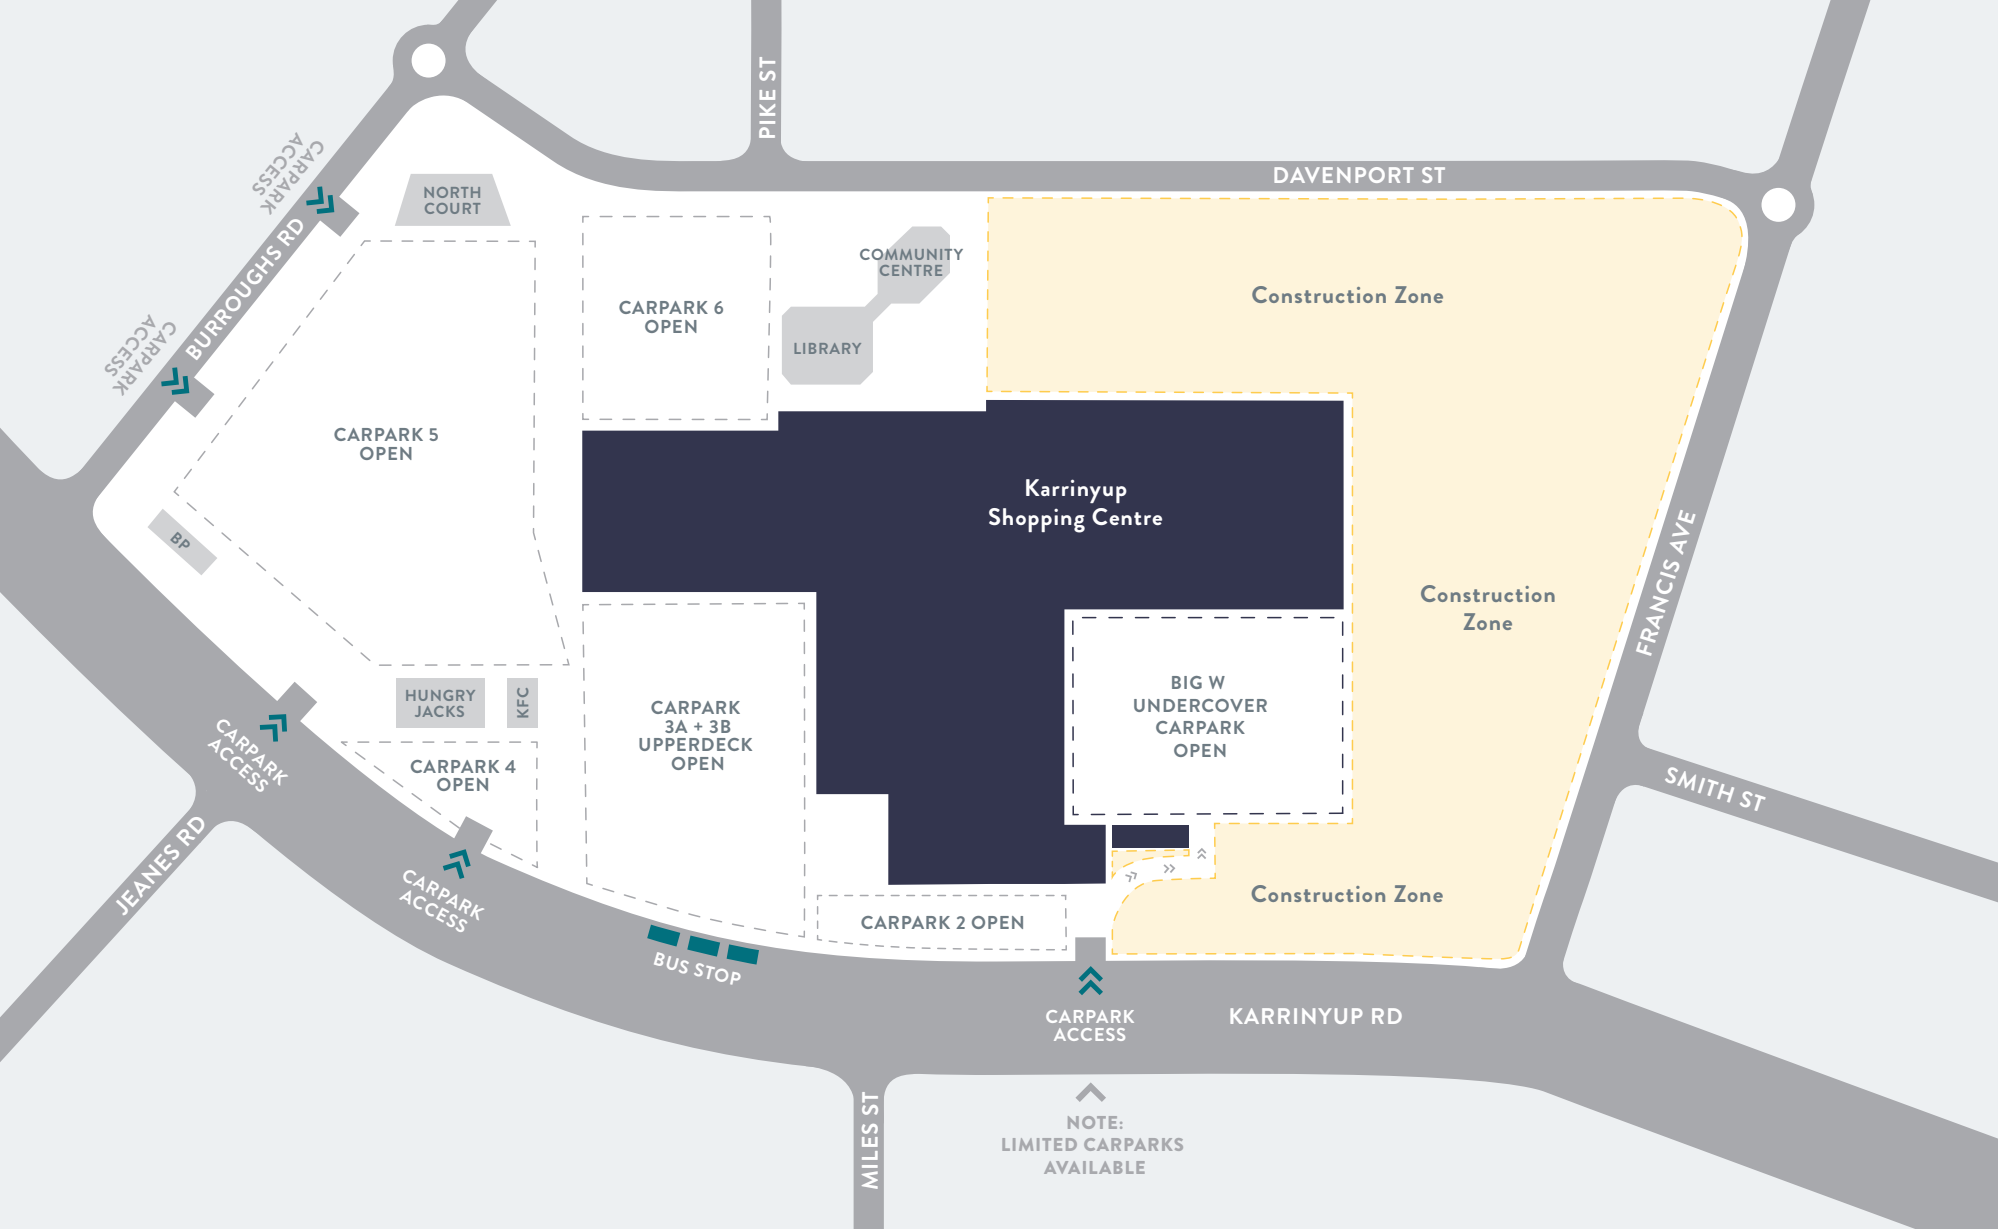 PIKE ST
DAVENPORT ST
CARPARK
ACCESS
NORTH
COURT
BURROUGHS RD
COMMUNITY
CENTRE
Construction Zone
CARPARK 6
OPEN
LIBRARY
CARPARK
ACCESS
CARPARK 5
OPEN
Karrinyup
Shopping Centre
BP
FRANCIS AVE
Construction
Zone
HUNGRY
JACKS
KFC
CARPARK
3A + 3B
UPPERDECK
OPEN
BIG W
UNDERCOVER
CARPARK
OPEN
CARPARK
ACCESS
CARPARK 4
OPEN
SMITH ST
JEANES RD
CARPARK
ACCESS
CARPARK 2 OPEN
Construction Zone
BUS STOP
CARPARK
ACCESS
KARRINYUP RD
MILES ST
NOTE:
LIMITED CARPARKS
AVAILABLE